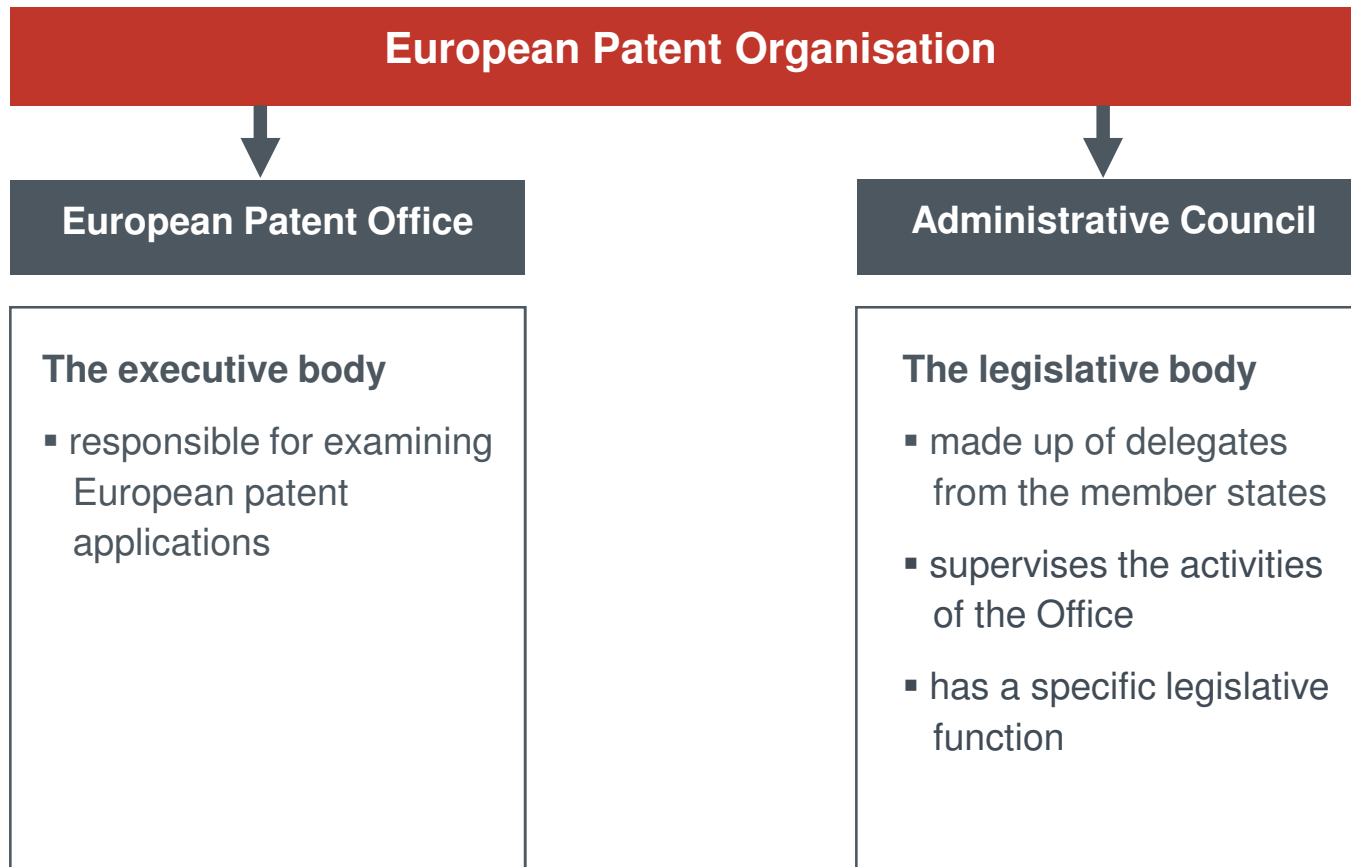 European Patent Organisation
European Patent Office
The executive body
▪ responsible for examining
European patent
applications
Administrative Council
The legislative body
▪ made up of delegates
from the member states
▪ supervises the activities
of the Office
▪ has a specific legislative
function